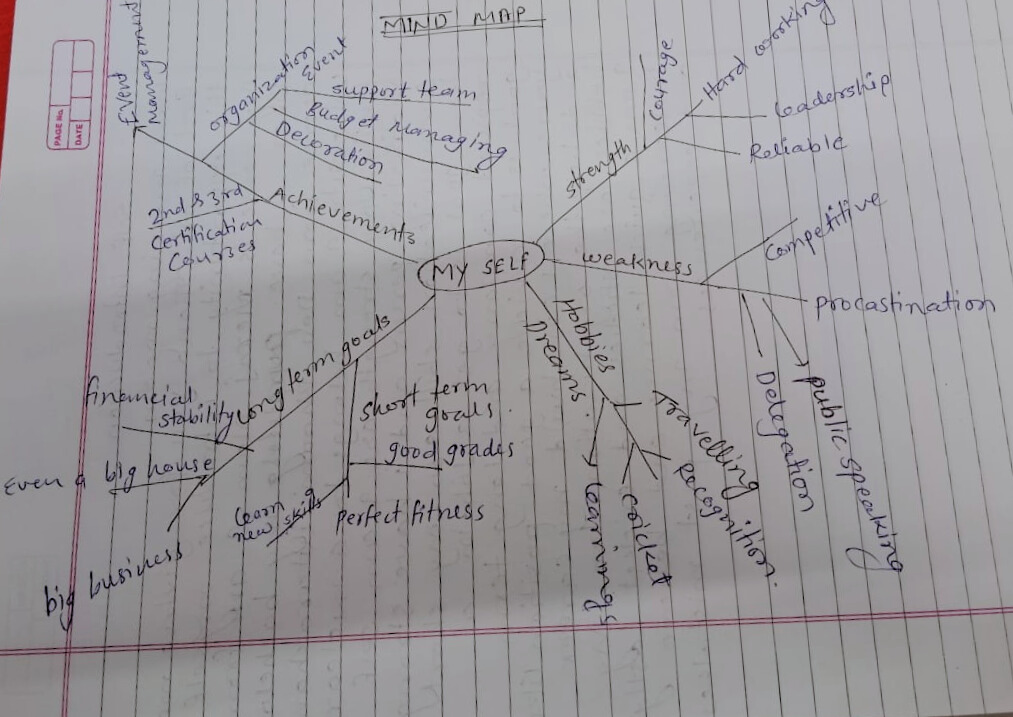 MIND MAP
PAGE No.
DATE
Event
Management
organization
Event
support team
Budget Managing
Decoration
Achievements
2nd & 3rd
Certification
Courses
MY SELF
strength
Courage
Hard working
leadership
Reliable
weakness
Competitive
procastination
Delegation
public speaking
Hobbies
Dreams.
Travelling
recognition.
cricket
learnings
long term goals
financial
stability
Even a big house
big business
short term
goals.
good grades
perfect fitness
learn
new skills